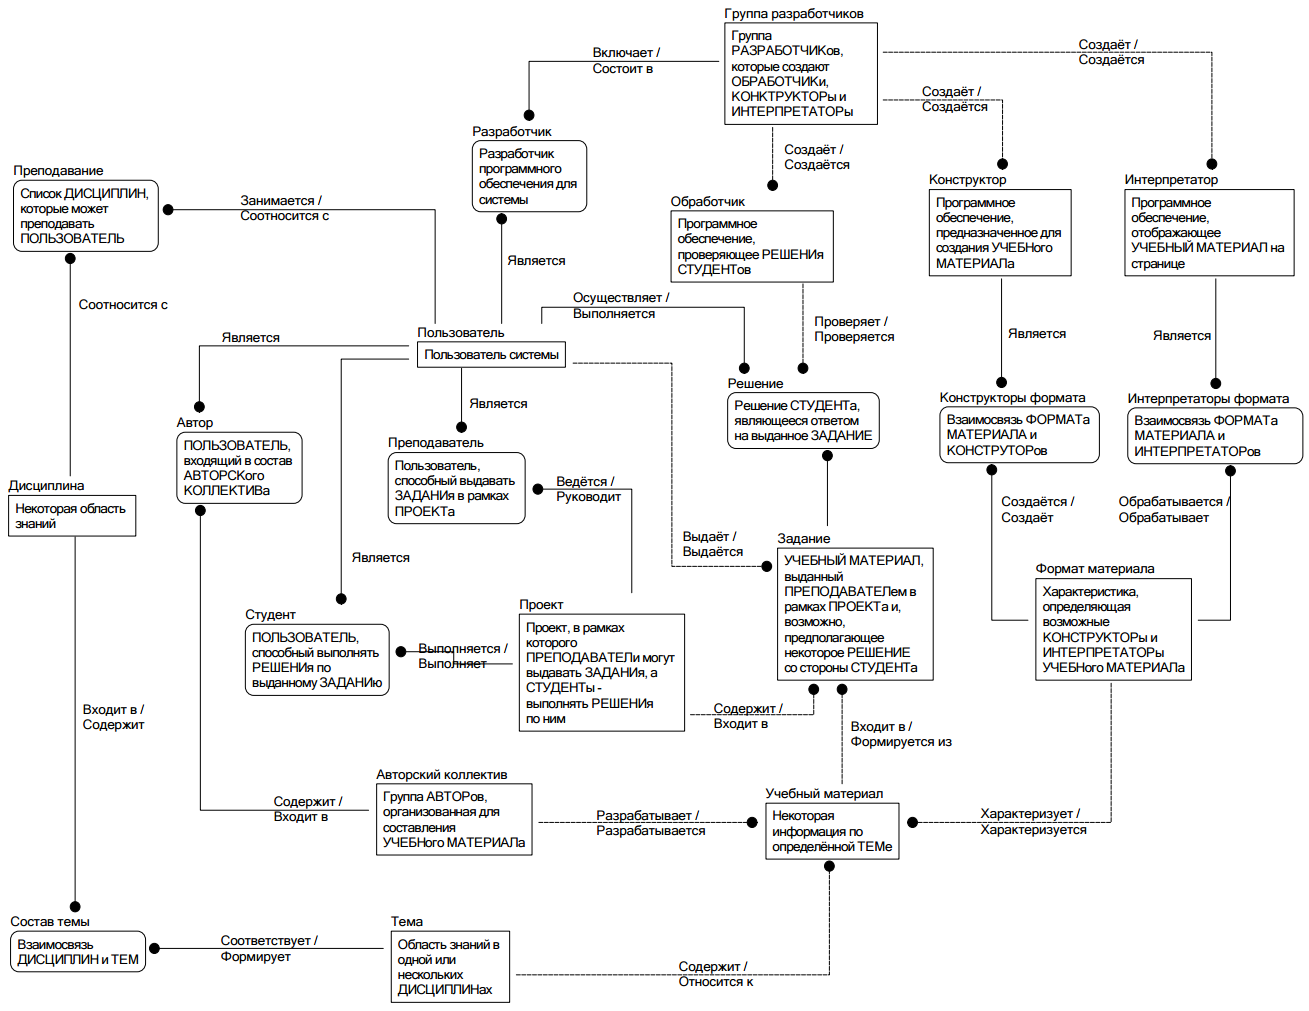 Группа разработчиков
Группа
РАЗРАБОТЧИКов,
которые создают
ОБРАБОТЧИКи,
КОНКТРУКТОРы и
ИНТЕРПРЕТАТОРы
Включает /
Состоит в
Создаёт /
Создаётся
Создаёт /
Создаётся
Создаёт /
Создаётся
Разработчик
Разработчик
программного
обеспечения для
системы
Преподавание
Список ДИСЦИПЛИН,
которые может
преподавать
ПОЛЬЗОВАТЕЛЬ
Занимается /
Соотносится с
Обработчик
Программное
обеспечение,
проверяющее РЕШЕНИя
СТУДЕНТов
Конструктор
Программное
обеспечение,
предназначенное для
создания УЧЕБНого
МАТЕРИАЛа
Интерпретатор
Программное
обеспечение,
отображающее
УЧЕБНЫЙ МАТЕРИАЛ на
странице
Является
Соотносится с
Осуществляет /
Выполняется
Проверяет /
Проверяется
Является
Является
Является
Пользователь
Пользователь системы
Является
Решение
Решение СТУДЕНТа,
являющееся ответом
на выданное ЗАДАНИЕ
Конструкторы формата
Взаимосвязь ФОРМАТа
МАТЕРИАЛА и
КОНСТРУТОРов
Интерпретаторы формата
Взаимосвязь ФОРМАТа
МАТЕРИАЛА и
ИНТЕРПРЕТАТОРов
Автор
ПОЛЬЗОВАТЕЛЬ,
входящий в состав
АВТОРСКого
КОЛЛЕКТИВа
Преподаватель
Пользователь,
способный выдавать
ЗАДАНИя в рамках
ПРОЕКТа
Ведётся /
Руководит
Дисциплина
Некоторая область
знаний
Создаётся /
Создаёт
Обрабатывается /
Обрабатывает
Выдаёт /
Выдаётся
Является
Задание
УЧЕБНЫЙ МАТЕРИАЛ,
выданный
ПРЕПОДАВАТЕЛем в
рамках ПРОЕКТа и,
возможно,
предполагающее
некоторое РЕШЕНИЕ
со стороны СТУДЕНТа
Формат материала
Характеристика,
определяющая
возможные
КОНСТРУКТОРы и
ИНТЕРПРЕТАТОРы
УЧЕБНого МАТЕРИАЛа
Студент
ПОЛЬЗОВАТЕЛЬ,
способный выполнять
РЕШЕНИя по
выданному ЗАДАНИю
Выполняется /
Выполняет
Проект
Проект, в рамках
которого
ПРЕПОДАВАТЕЛи могут
выдавать ЗАДАНИя, а
СТУДЕНТы -
выполнять РЕШЕНИя
по ним
Входит в /
Содержит
Содержит /
Входит в
Входит в /
Формируется из
Авторский коллектив
Группа АВТОРов,
организованная для
составления
УЧЕБНого МАТЕРИАЛа
Содержит /
Входит в
Разрабатывает /
Разрабатывается
Учебный материал
Некоторая
информация по
определённой ТЕМе
Характеризует /
Характеризуется
Состав темы
Взаимосвязь
ДИСЦИПЛИН и ТЕМ
Соответствует /
Формирует
Тема
Область знаний в
одной или
нескольких
ДИСЦИПЛИНах
Содержит /
Относится к